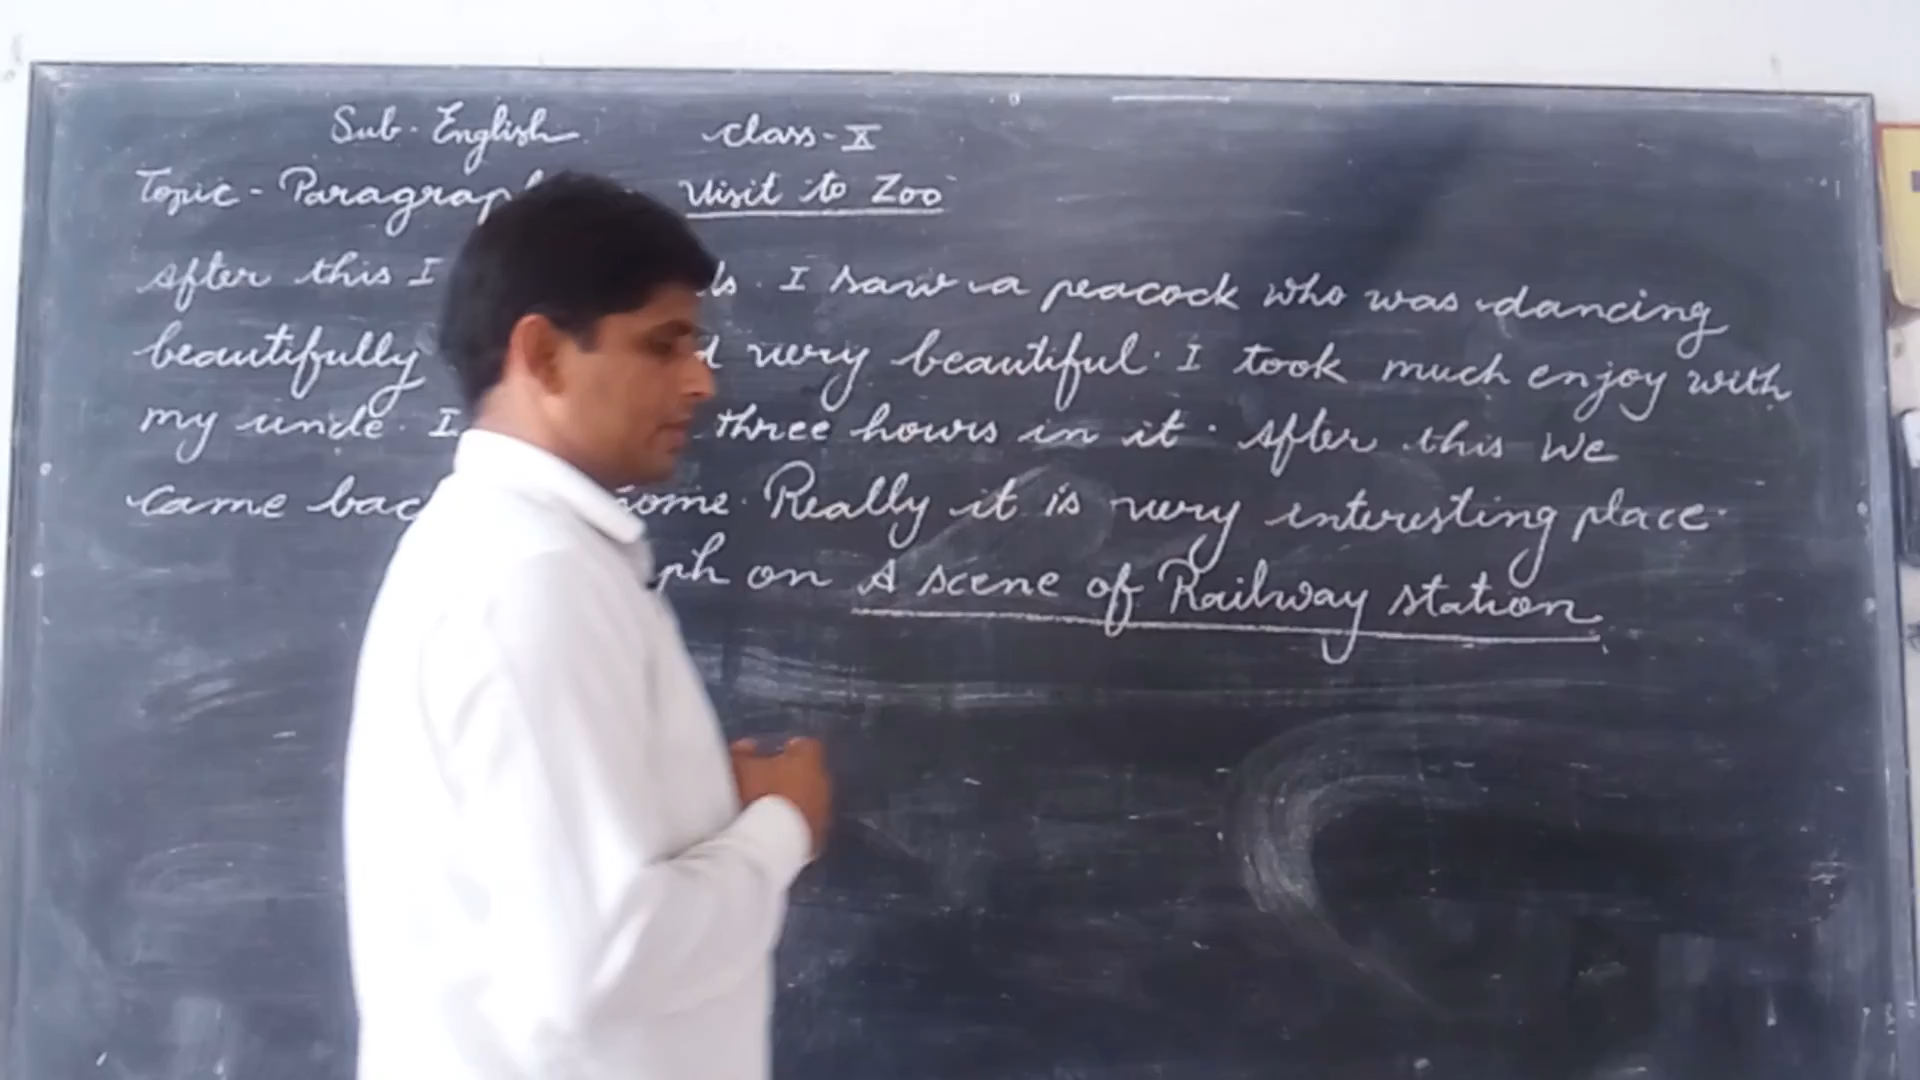 Sub. English class-X
Topic - Paragraph visit to Zoo
After this I I saw a peacock who was dancing
beautifully very beautiful. I took much enjoy with
my uncle. I three hours in it. After this We
came home. Really it is very interesting place.
on A scene of Railway station